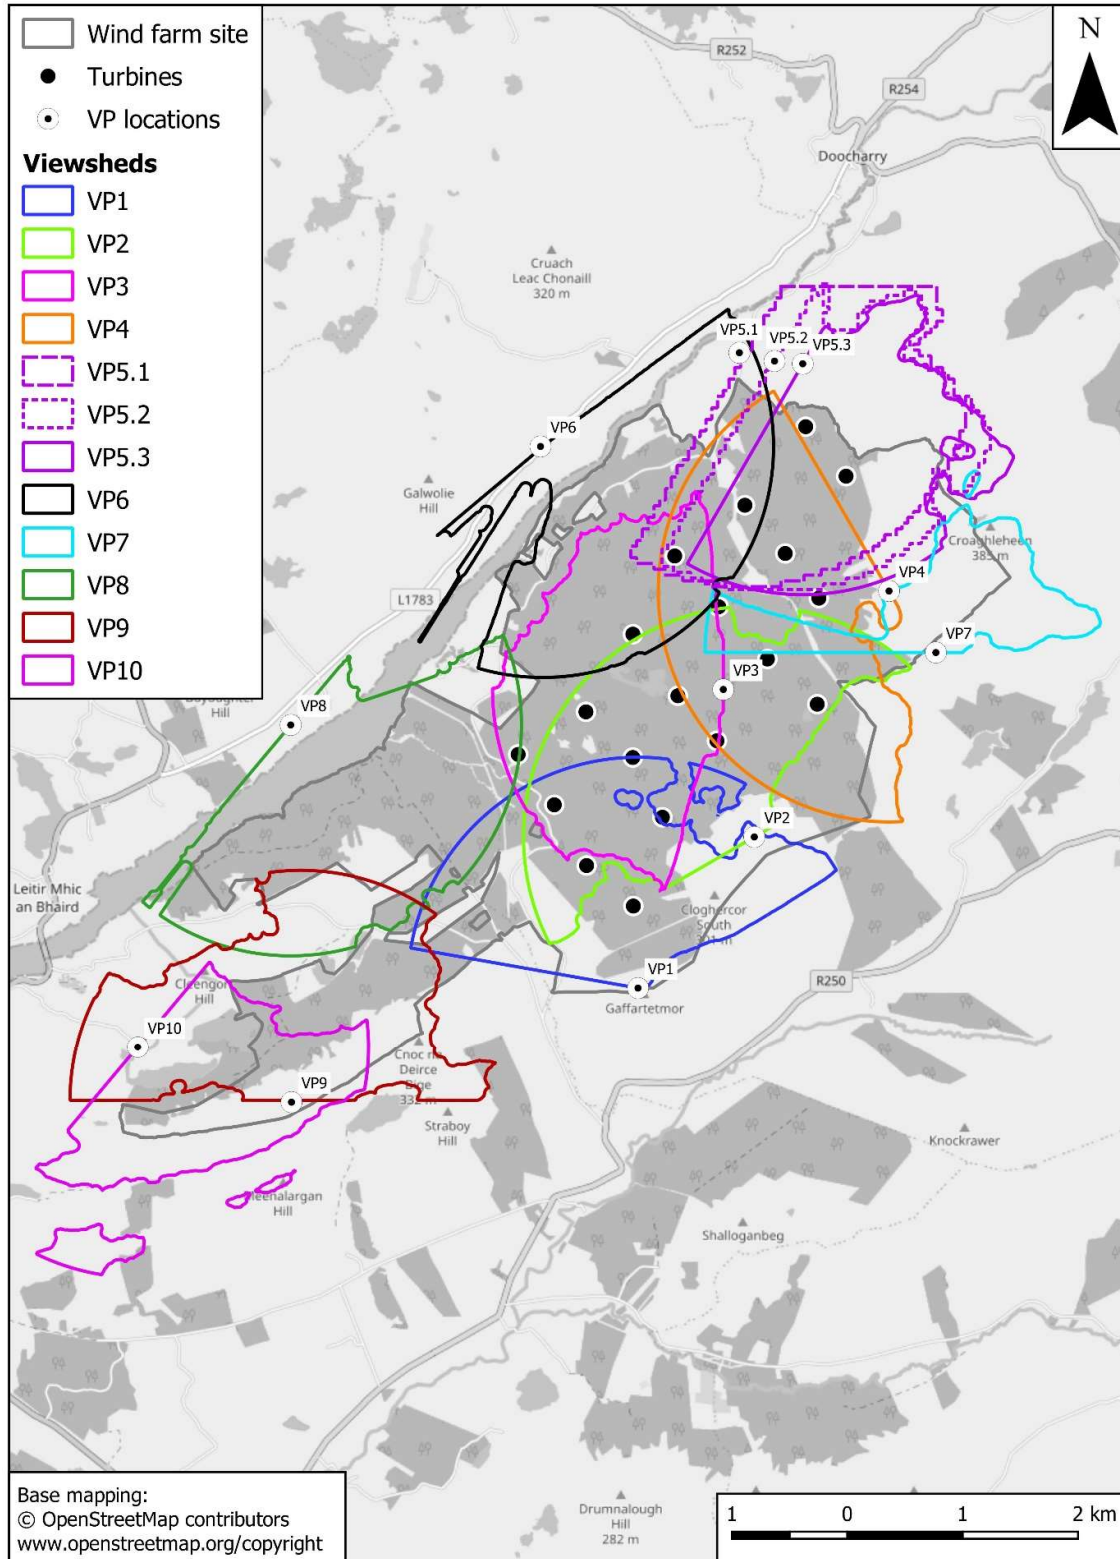 Wind farm site
Turbines
VP locations
Viewsheds
VP1
VP2
VP3
VP4
VP5.1
VP5.2
VP5.3
VP6
VP7
VP8
VP9
VP10
N
R252
R254
Doocharry
Cruach
Leac Chonaill
320 m
VP5.1
VP5.2
VP5.3
VP6
Galwolie
Hill
Croaghleheen
385 m
VP4
L1783
VP7
VP3
Hill
VP8
VP2
Leitir Mhic
an Bhaird
Cloghercor
South
VP1
R250
Gaffartetmor
Hill
VP10
Cnoc na
Deirce
Bige
332 m
VP9
Straboy
Hill
Knockrawer
Hill
Shalloganbeg
Drumnalough
Hill
282 m
Base mapping:
© OpenStreetMap contributors
www.openstreetmap.org/copyright
1 0 1 2 km